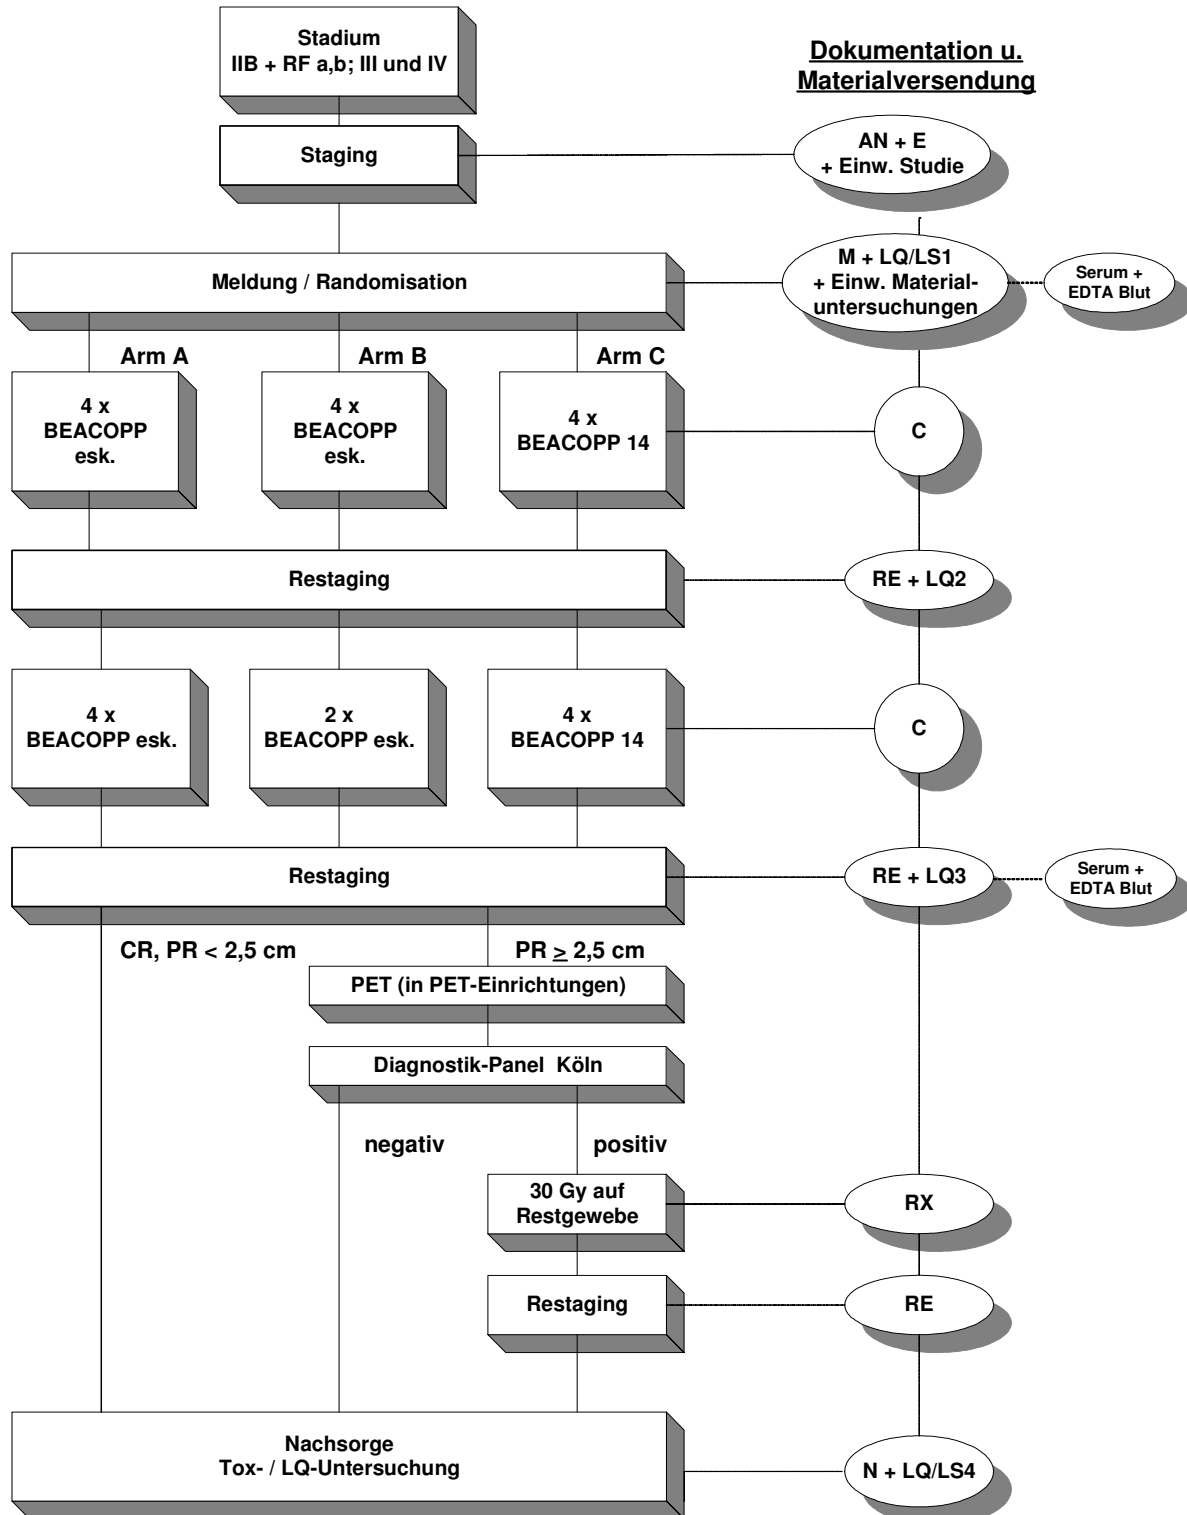 Stadium
IIB + RF a,b; III und IV
Dokumentation u.
Materialversendung
Staging
AN + E
+ Einw. Studie
Meldung / Randomisation
M + LQ/LS1
+ Einw. Material-
untersuchungen
Serum +
EDTA Blut
Arm A
Arm B
Arm C
4 x
BEACOPP
esk.
4 x
BEACOPP
esk.
4 x
BEACOPP 14
C
Restaging
RE + LQ2
4 x
BEACOPP esk.
2 x
BEACOPP esk.
4 x
BEACOPP 14
C
Restaging
RE + LQ3
Serum +
EDTA Blut
CR, PR < 2,5 cm
PR ≥ 2,5 cm
PET (in PET-Einrichtungen)
Diagnostik-Panel Köln
negativ
positiv
30 Gy auf
Restgewebe
RX
Restaging
RE
Nachsorge
Tox- / LQ-Untersuchung
N + LQ/LS4